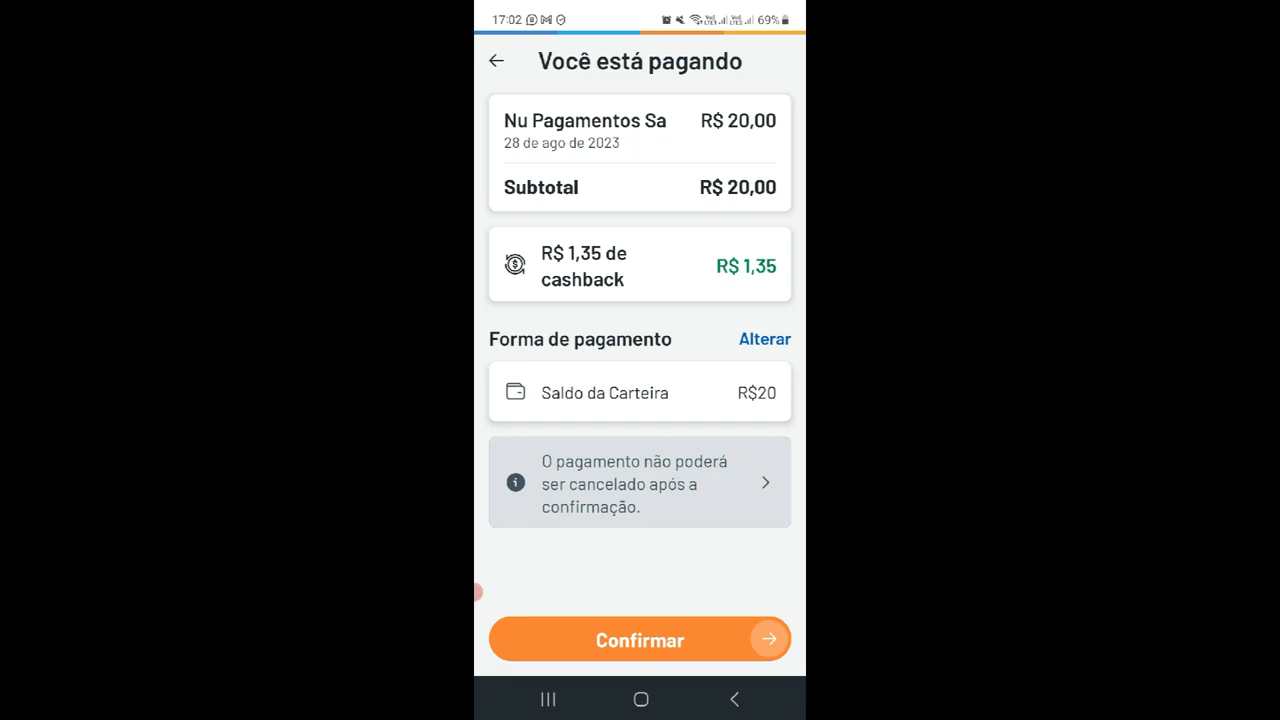 17:02 69%
Você está pagando
Nu Pagamentos Sa R$ 20,00
28 de ago de 2023
Subtotal R$ 20,00
R$ 1,35 de
cashback
R$ 1,35
Forma de pagamento Alterar
Saldo da Carteira R$20
O pagamento não poderá
ser cancelado após a
confirmação.
Confirmar